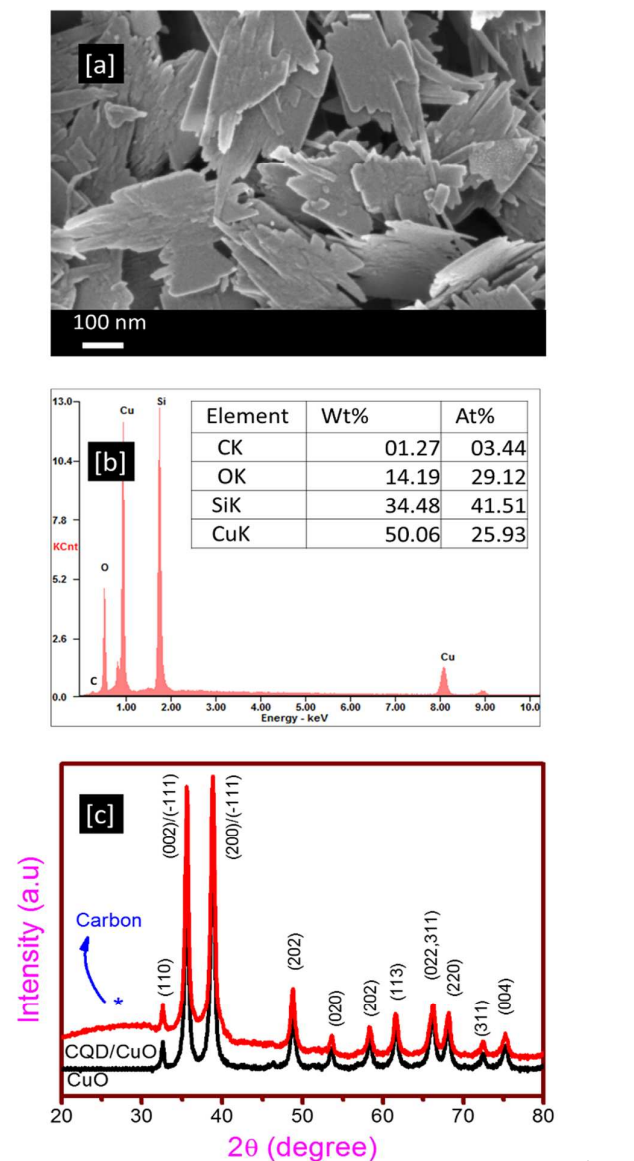 [a]
100 nm
[b]
KCnt
13.0
10.4
7.8
5.2
2.6
0.0
C
O
Cu
Si
Cu
Element Wt% At%
CK 01.27 03.44
OK 14.19 29.12
SiK 34.48 41.51
CuK 50.06 25.93
1.00 2.00 3.00 4.00 5.00 6.00 7.00 8.00 9.00 10.0
Energy - keV
[c]
Intensity (a.u)
Carbon
*
(110)
(002)/(-111)
(200)/(-111)
(202)
(020)
(202)
(113)
(022,311)
(220)
(311)
(004)
CQD/CuO
CuO
20 30 40 50 60 70 80
2θ (degree)